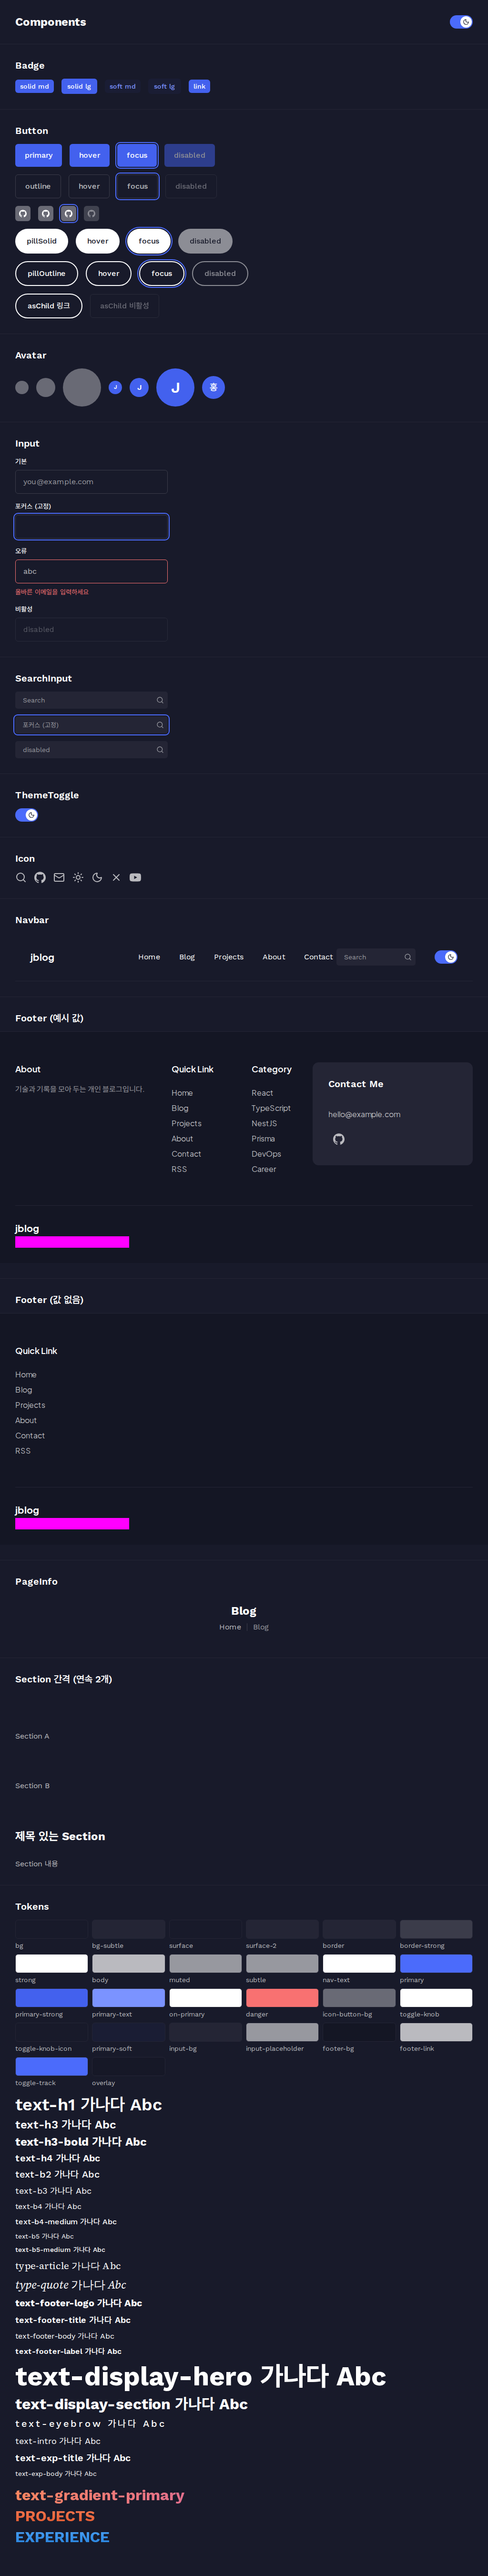 Components
Badge
solid md solid lg soft md soft lg link
Button
primary hover focus disabled
outline hover focus disabled
pillSolid hover focus disabled
pillOutline hover focus disabled
asChild 링크 asChild 비활성
Avatar
J J J 홍
Input
기본
you@example.com
포커스 (고정)
오류
abc
올바른 이메일을 입력하세요
비활성
disabled
SearchInput
Search
포커스 (고정)
disabled
ThemeToggle
Icon
Navbar
jblog Home Blog Projects About Contact Search
Footer (예시 값)
About
기술과 기록을 모아 두는 개인 블로그입니다.
Quick Link
Home
Blog
Projects
About
Contact
RSS
Category
React
TypeScript
NestJS
Prisma
DevOps
Career
Contact Me
hello@example.com
jblog
Footer (값 없음)
Quick Link
Home
Blog
Projects
About
Contact
RSS
jblog
PageInfo
Blog
Home | Blog
Section 간격 (연속 2개)
Section A
Section B
제목 있는 Section
Section 내용
Tokens
bg bg-subtle surface surface-2 border border-strong
strong body muted subtle nav-text primary
primary-strong primary-text on-primary danger icon-button-bg toggle-knob
toggle-knob-icon primary-soft input-bg input-placeholder footer-bg footer-link
toggle-track overlay
text-h1 가나다 Abc
text-h3 가나다 Abc
text-h3-bold 가나다 Abc
text-h4 가나다 Abc
text-b2 가나다 Abc
text-b3 가나다 Abc
text-b4 가나다 Abc
text-b4-medium 가나다 Abc
text-b5 가나다 Abc
text-b5-medium 가나다 Abc
type-article 가나다 Abc
type-quote 가나다 Abc
text-footer-logo 가나다 Abc
text-footer-title 가나다 Abc
text-footer-body 가나다 Abc
text-footer-label 가나다 Abc
text-display-hero 가나다 Abc
text-display-section 가나다 Abc
text-eyebrow 가나다 Abc
text-intro 가나다 Abc
text-exp-title 가나다 Abc
text-exp-body 가나다 Abc
text-gradient-primary
PROJECTS
EXPERIENCE